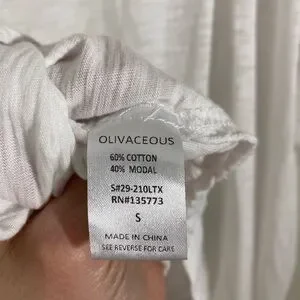 OLIVACEOUS
60% COTTON
40% MODAL
S#29-210LTX
RN#135773
S
MADE IN CHINA
SEE REVERSE FOR CARE